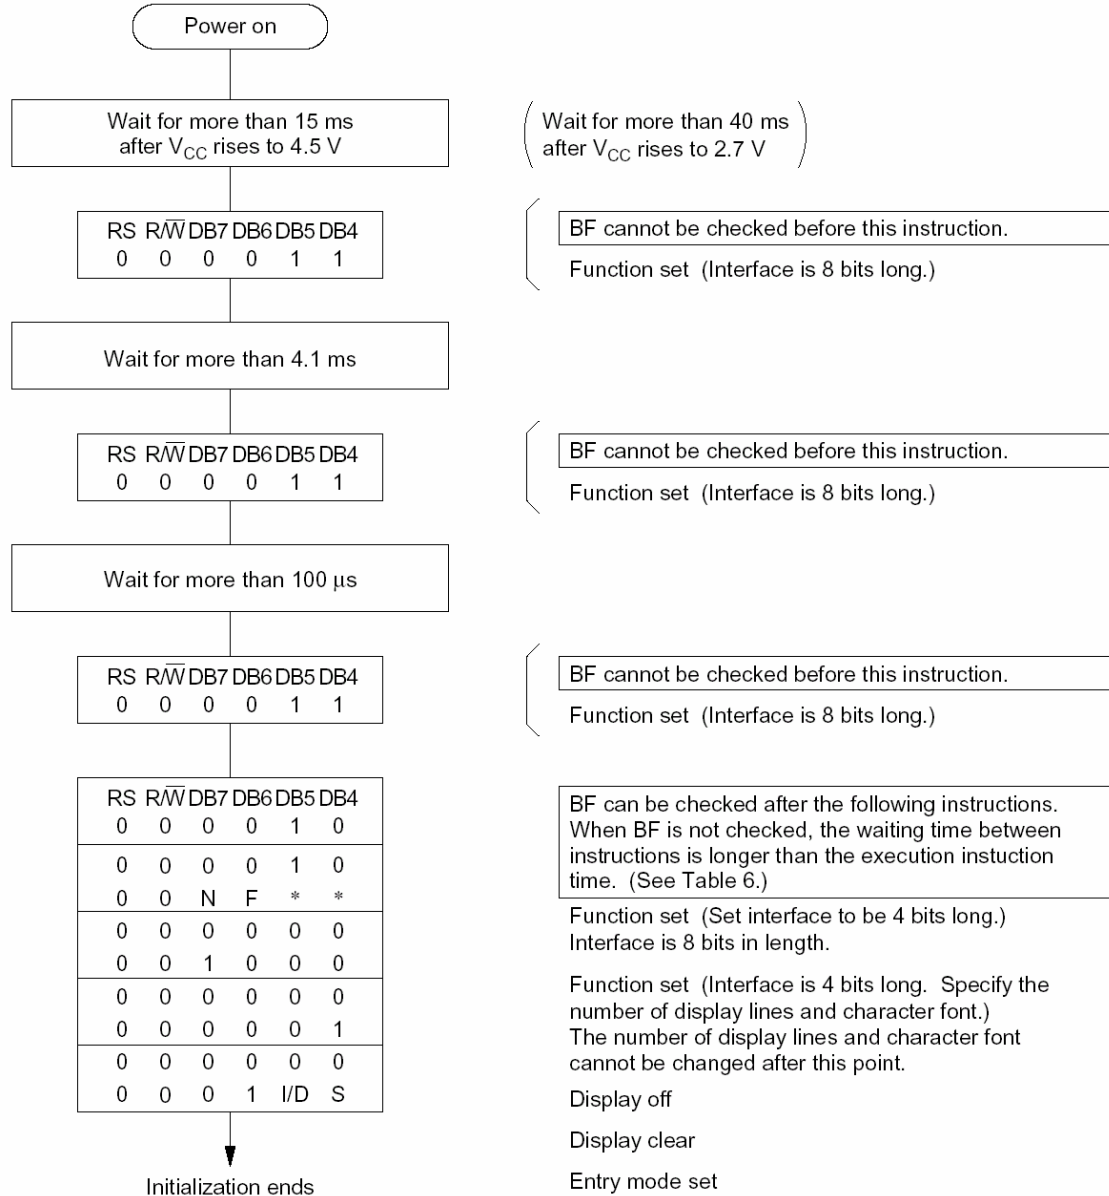 Power on
Wait for more than 15 ms
after VCC rises to 4.5 V
Wait for more than 40 ms
after VCC rises to 2.7 V
RS R/W̅ DB7 DB6 DB5 DB4
0 0 0 0 1 1
BF cannot be checked before this instruction.
Function set (Interface is 8 bits long.)
Wait for more than 4.1 ms
RS R/W̅ DB7 DB6 DB5 DB4
0 0 0 0 1 1
BF cannot be checked before this instruction.
Function set (Interface is 8 bits long.)
Wait for more than 100 µs
RS R/W̅ DB7 DB6 DB5 DB4
0 0 0 0 1 1
BF cannot be checked before this instruction.
Function set (Interface is 8 bits long.)
RS R/W̅ DB7 DB6 DB5 DB4
0 0 0 0 1 0
0 0 0 0 1 0
0 0 N F * *
0 0 0 0 0 0
0 0 1 0 0 0
0 0 0 0 0 0
0 0 0 0 0 1
0 0 0 0 0 0
0 0 0 1 I/D S
BF can be checked after the following instructions.
When BF is not checked, the waiting time between
instructions is longer than the execution instuction
time. (See Table 6.)
Function set (Set interface to be 4 bits long.)
Interface is 8 bits in length.
Function set (Interface is 4 bits long. Specify the
number of display lines and character font.)
The number of display lines and character font
cannot be changed after this point.
Display off
Display clear
Entry mode set
Initialization ends